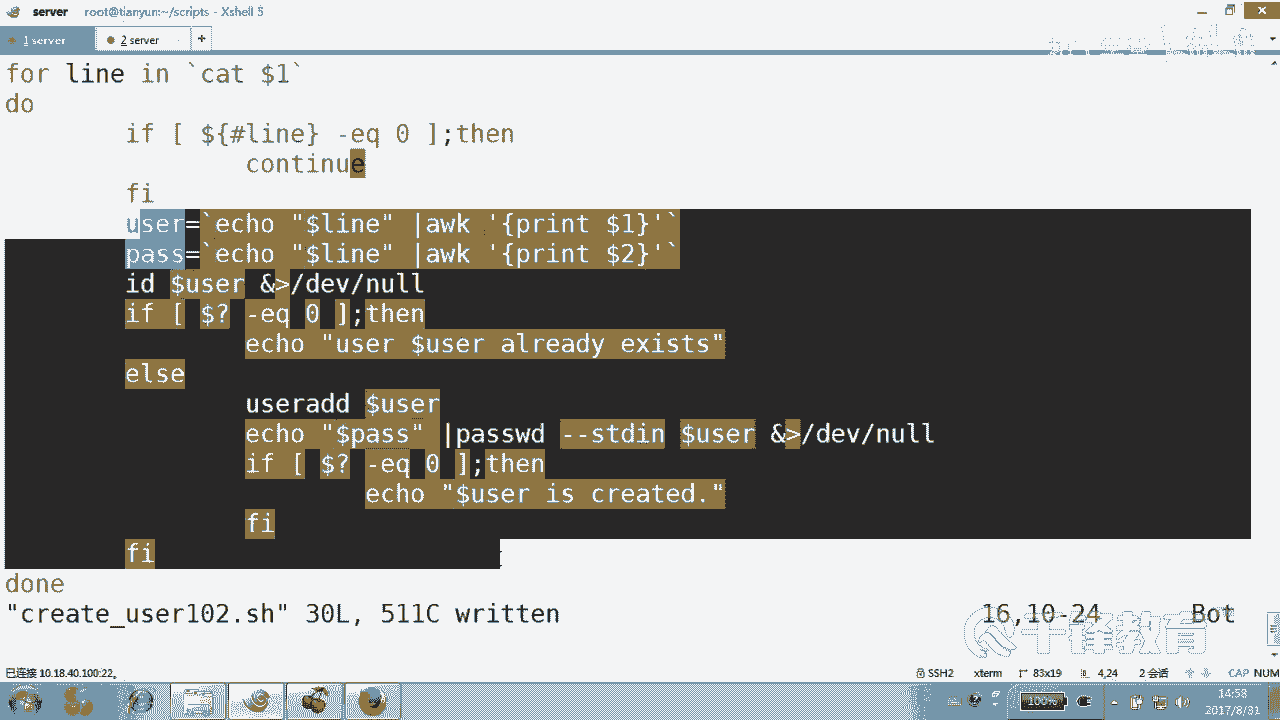 server root@tianyun:~/scripts - Xshell 5
1 server 2 server +
for line in `cat $1`
do
if [ ${#line} -eq 0 ];then
continue
fi
user=`echo "$line" |awk '{print $1}'`
pass=`echo "$line" |awk '{print $2}'`
id $user &>/dev/null
if [ $? -eq 0 ];then
echo "user $user already exists"
else
useradd $user
echo "$pass" |passwd --stdin $user &>/dev/null
if [ $? -eq 0 ];then
echo "$user is created."
fi
fi
done
"create_user102.sh" 30L, 511C written 16,10-24 Bot
千锋教育
已连接 10.18.40.100:22。 SSH2 xterm 83x19 4,24 2 会话 CAP NUM
100% 14:58
2017/8/31